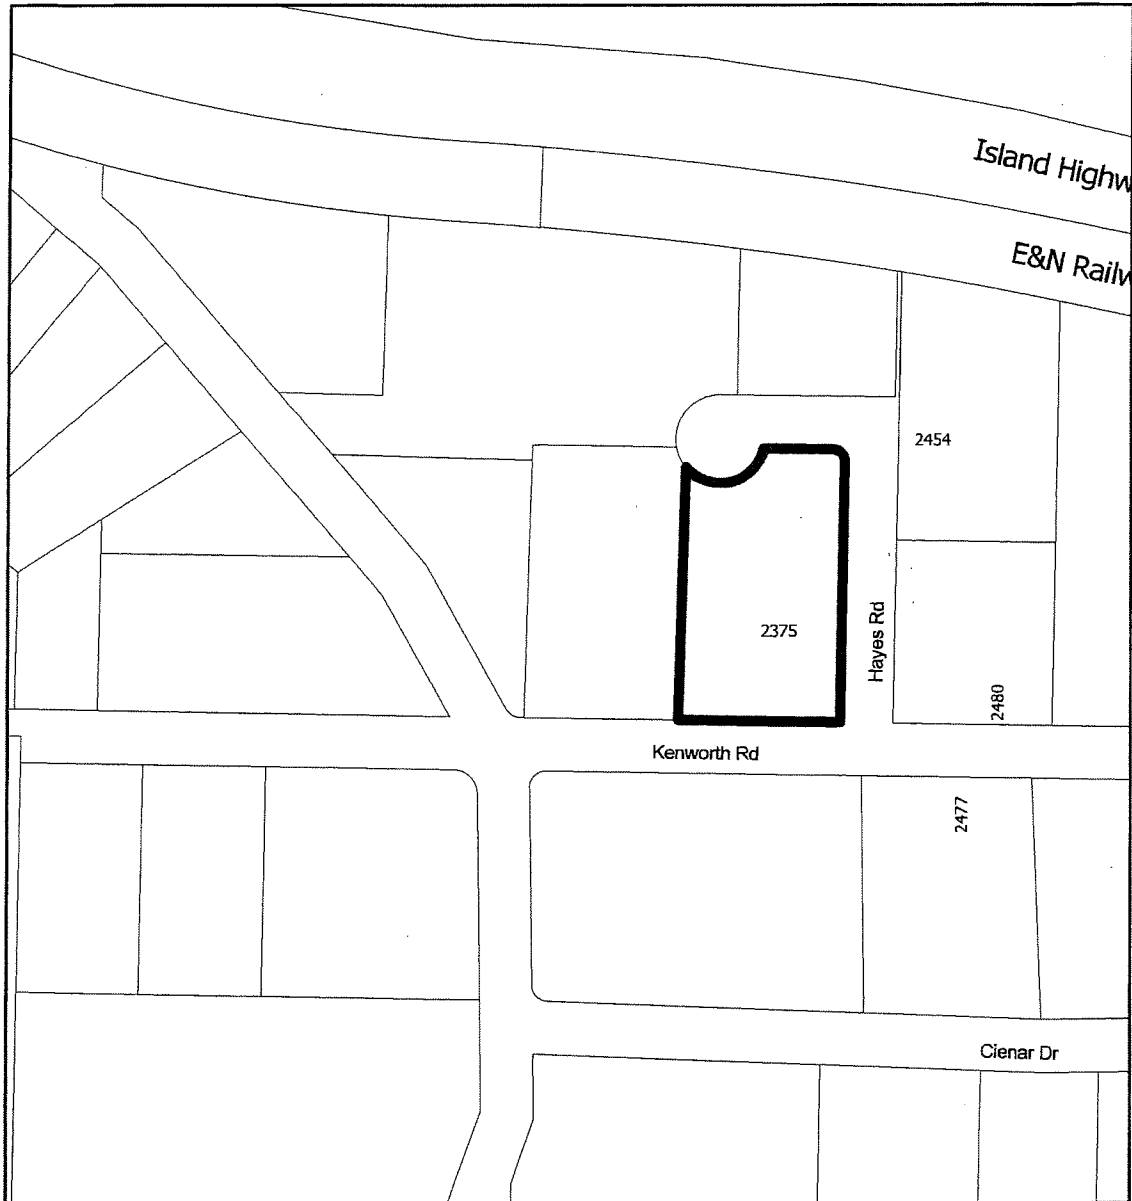 Island Highw
E&N Railw
2454
2375
Hayes Rd
2480
Kenworth Rd
2477
Cienar Dr